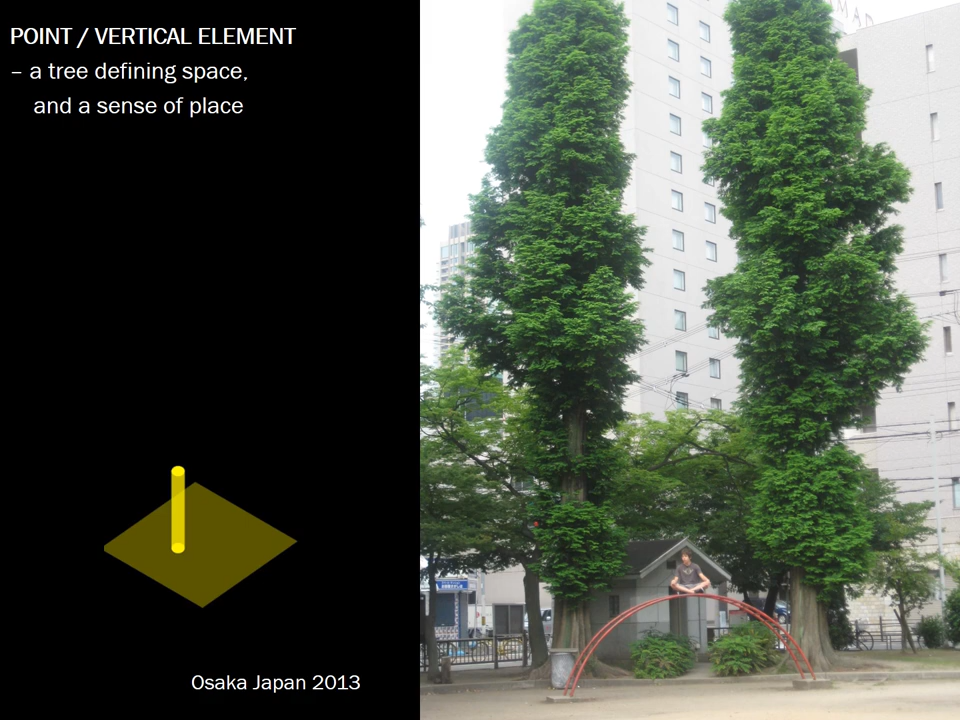 POINT / VERTICAL ELEMENT
– a tree defining space,
and a sense of place
Osaka Japan 2013